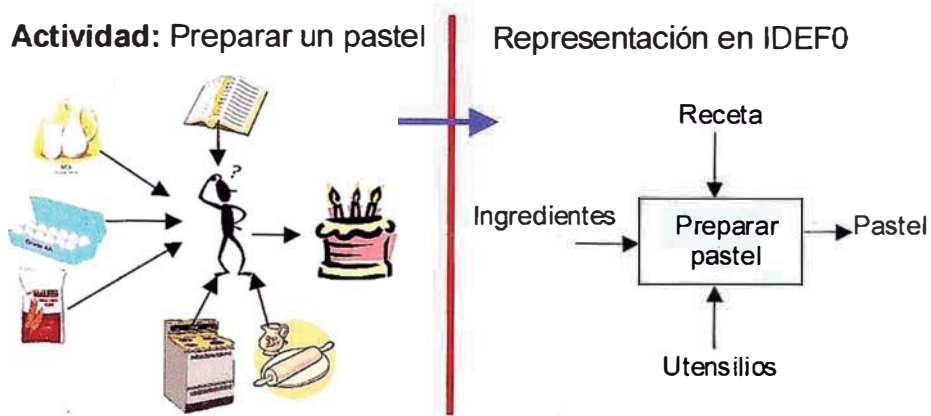 Actividad: Preparar un pastel
Representación en IDEF0
?
Receta
Ingredientes
Preparar
pastel
Pastel
Utensilios